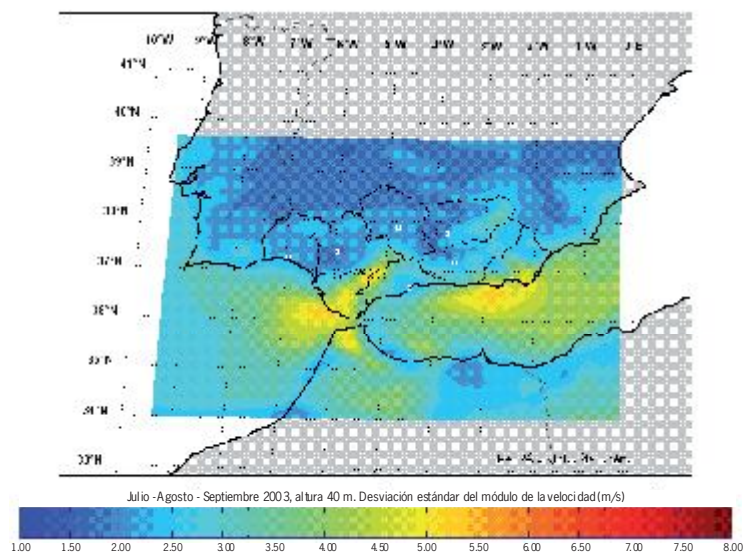 10°W 9°W 8°W 7°W 6°W 5°W 3°W 2°W 1°W 0°E
41°N
40°N
39°N
38°N
37°N
36°N
35°N
34°N
33°N
Julio - Agosto - Septiembre 2003, altura 40 m. Desviación estándar del módulo de la velocidad (m/s)
1.00 1.50 2.00 2.50 3.00 3.50 4.00 4.50 5.00 5.50 6.00 6.50 7.00 7.50 8.00